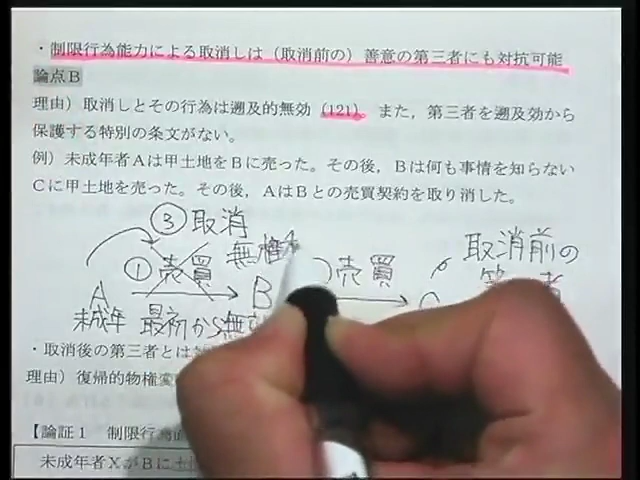 ・制限行為能力による取消しは（取消前の）善意の第三者にも対抗可能
論点B
理由）取消しとその行為は遡及的無効（121）。また，第三者を遡及効から
保護する特別の条文がない。
例）未成年者Aは甲土地をBに売った。その後，Bは何も事情を知らない
Cに甲土地を売った。その後，AはBとの売買契約を取り消した。
③取消
無権
取消前の
①売買
売買
者
A
B
未成年
最初から無
・取消後の第三者とは
理由）復帰的物権変
【論証1 制限行為
未成年者XがBに土